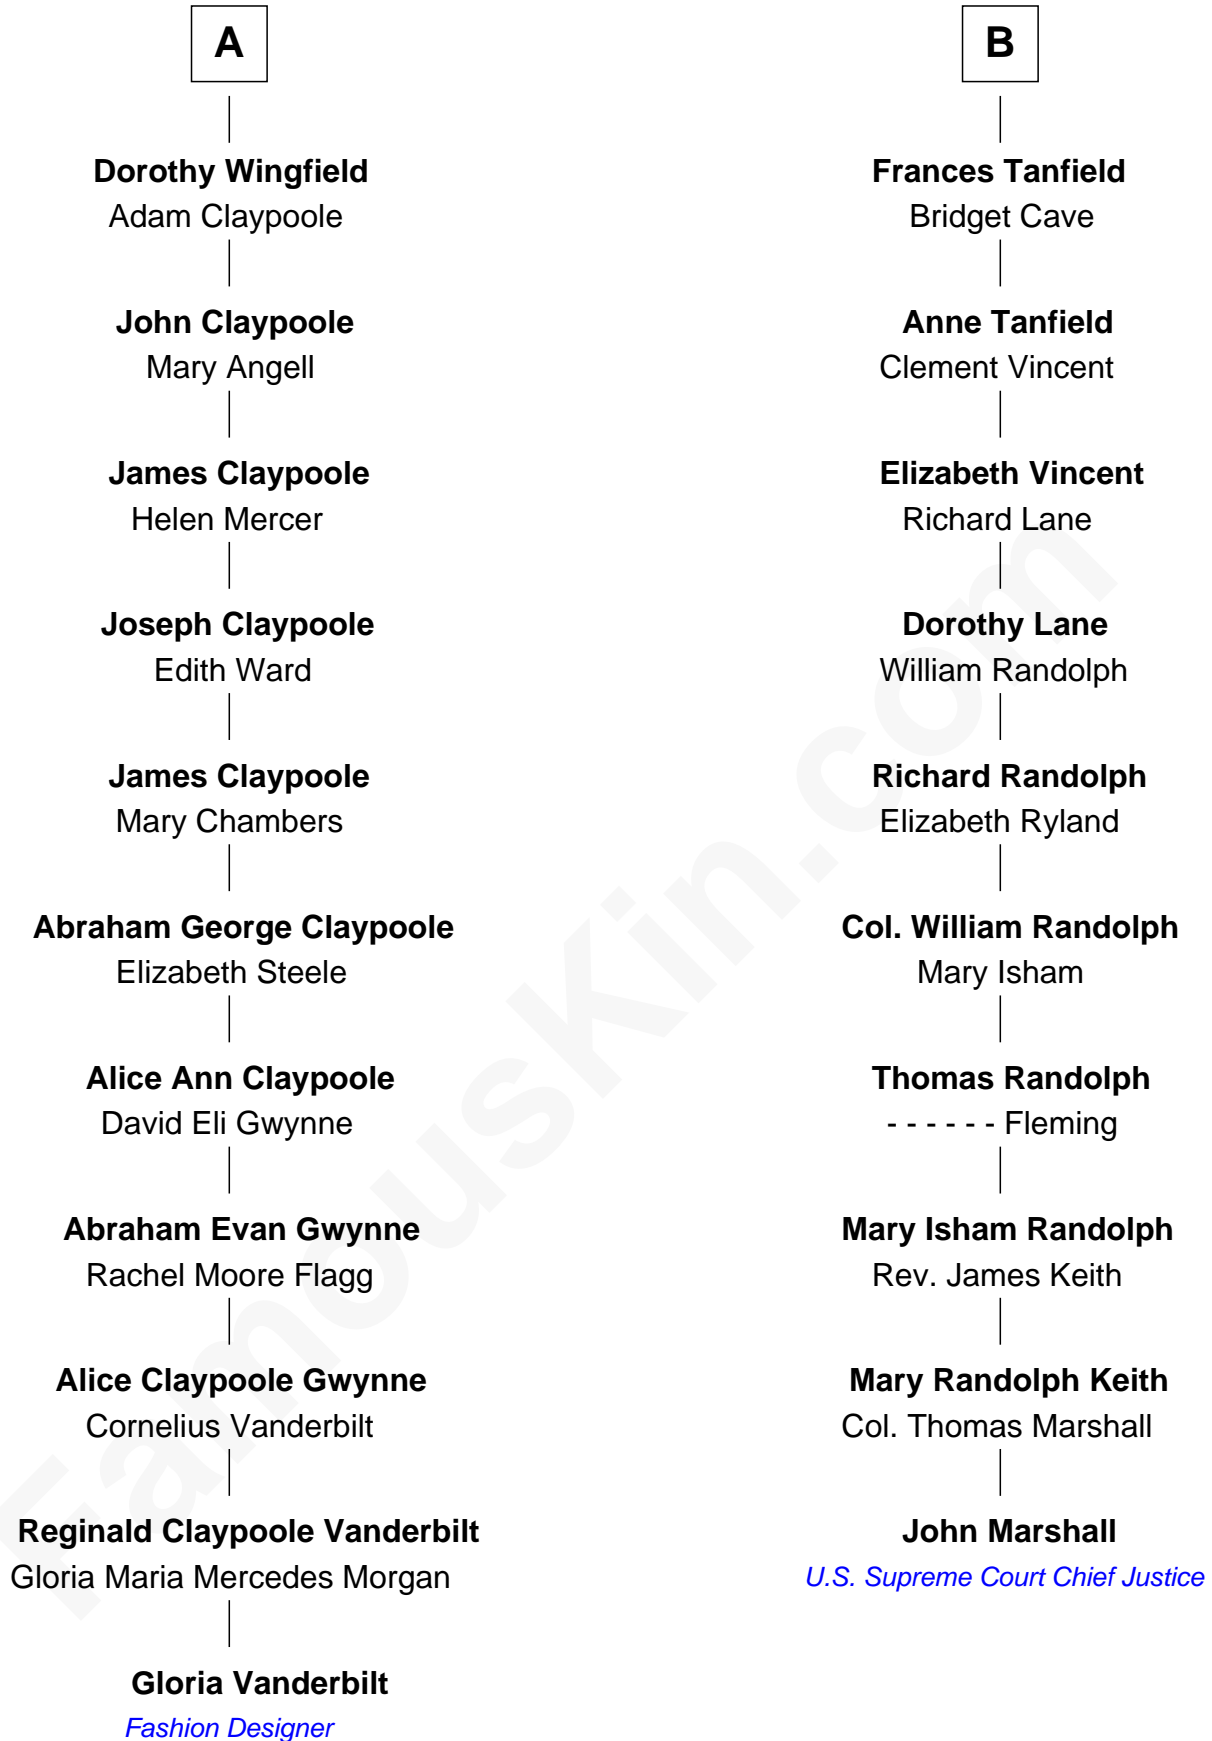 A
Dorothy Wingfield
Adam Claypoole
John Claypoole
Mary Angell
James Claypoole
Helen Mercer
Joseph Claypoole
Edith Ward
James Claypoole
Mary Chambers
Abraham George Claypoole
Elizabeth Steele
Alice Ann Claypoole
David Eli Gwynne
Abraham Evan Gwynne
Rachel Moore Flagg
Alice Claypoole Gwynne
Cornelius Vanderbilt
Reginald Claypoole Vanderbilt
Gloria Maria Mercedes Morgan
Gloria Vanderbilt
Fashion Designer
B
Frances Tanfield
Bridget Cave
Anne Tanfield
Clement Vincent
Elizabeth Vincent
Richard Lane
Dorothy Lane
William Randolph
Richard Randolph
Elizabeth Ryland
Col. William Randolph
Mary Isham
Thomas Randolph
- - - - - - Fleming
Mary Isham Randolph
Rev. James Keith
Mary Randolph Keith
Col. Thomas Marshall
John Marshall
U.S. Supreme Court Chief Justice
FamousKin.com